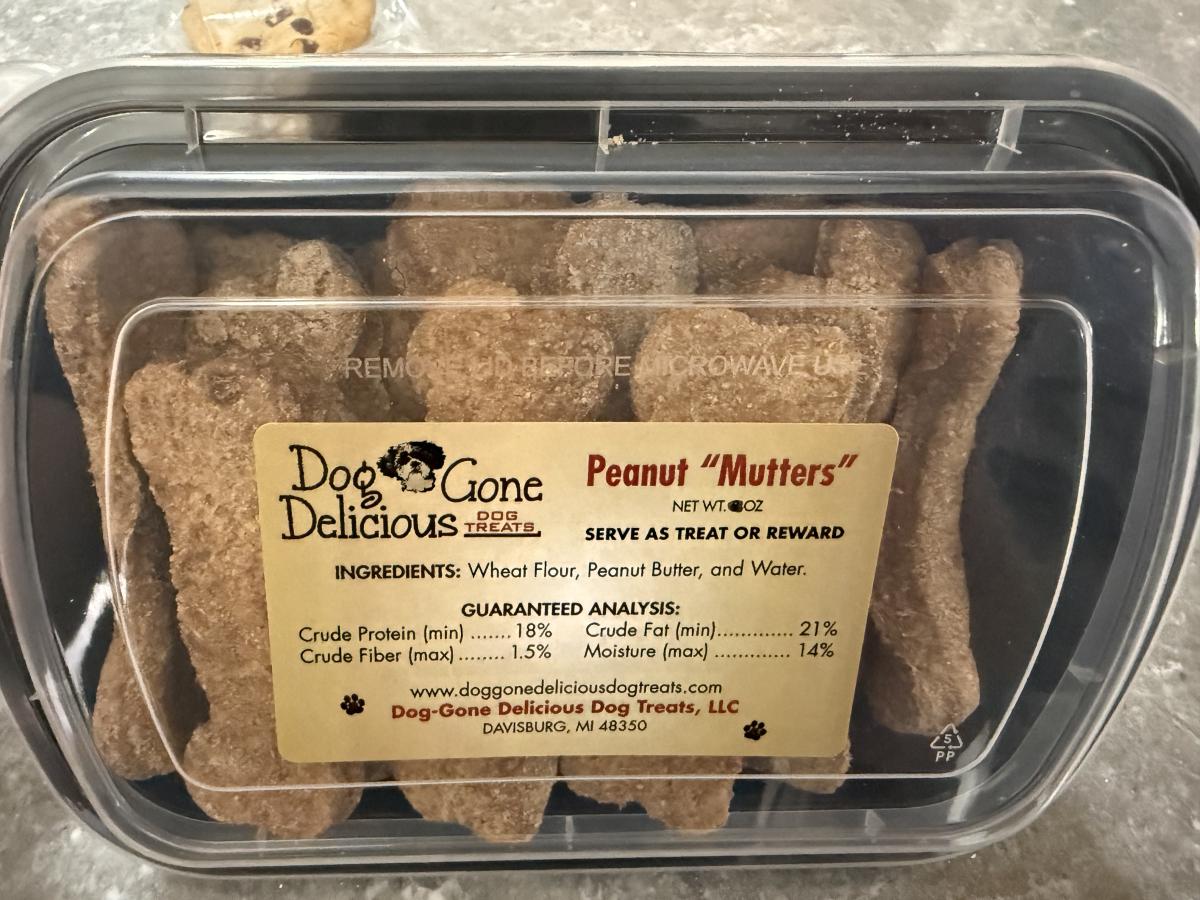 REMOVE LID BEFORE MICROWAVE USE
Dog Gone
Delicious DOG TREATS
Peanut “Mutters”
NET WT. OZ
SERVE AS TREAT OR REWARD
INGREDIENTS: Wheat Flour, Peanut Butter, and Water.
GUARANTEED ANALYSIS:
Crude Protein (min) ....... 18% Crude Fat (min)............. 21%
Crude Fiber (max) ........ 1.5% Moisture (max) ............. 14%
www.doggonedeliciousdogtreats.com
Dog-Gone Delicious Dog Treats, LLC
DAVISBURG, MI 48350
5
PP